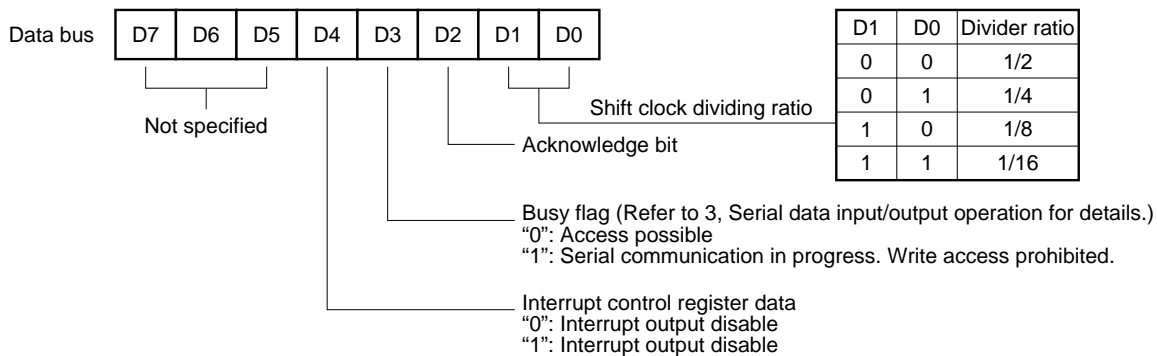 Data bus D7 D6 D5 D4 D3 D2 D1 D0
D1 D0 Divider ratio
0 0 1/2
0 1 1/4
1 0 1/8
1 1 1/16
Shift clock dividing ratio
Not specified
Acknowledge bit
Busy flag (Refer to 3, Serial data input/output operation for details.)
“0”: Access possible
“1”: Serial communication in progress. Write access prohibited.
Interrupt control register data
“0”: Interrupt output disable
“1”: Interrupt output disable